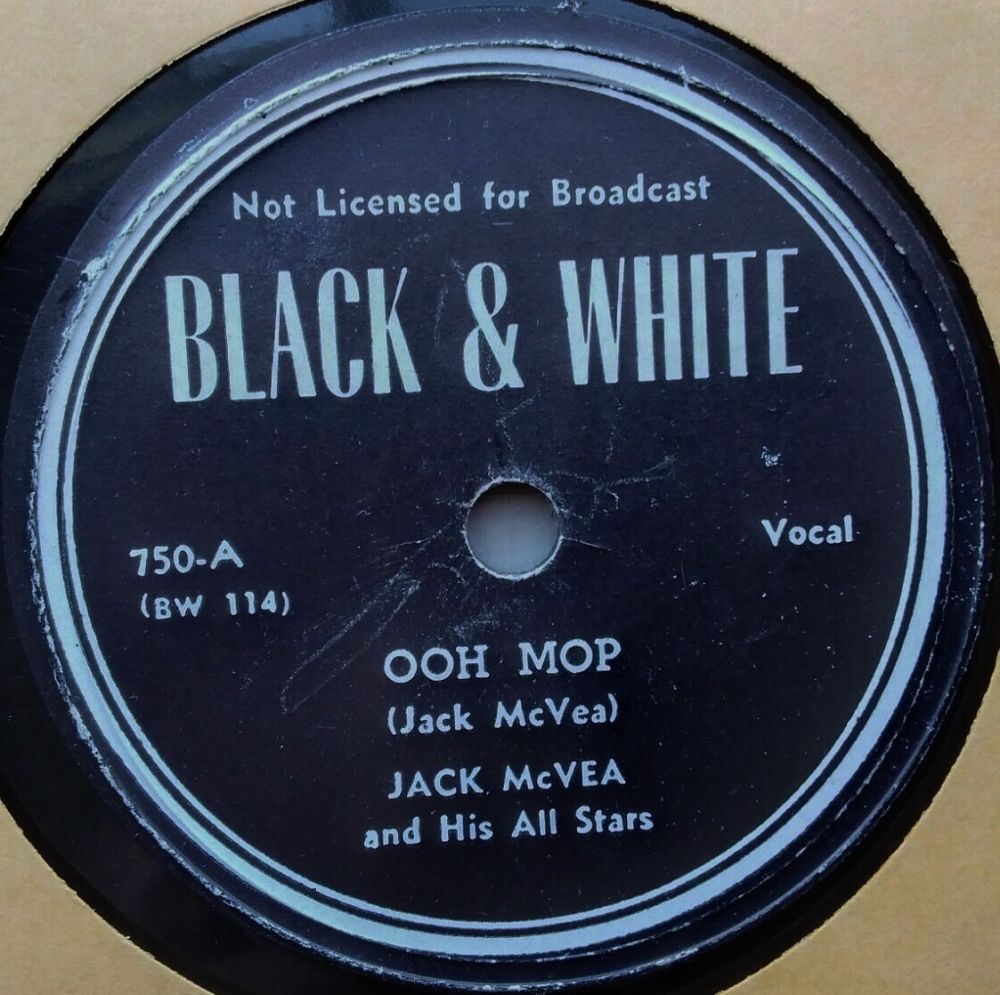 Not Licensed for Broadcast
BLACK & WHITE
Vocal
750-A
(BW 114)
OOH MOP
(Jack McVea)
JACK McVEA
and His All Stars